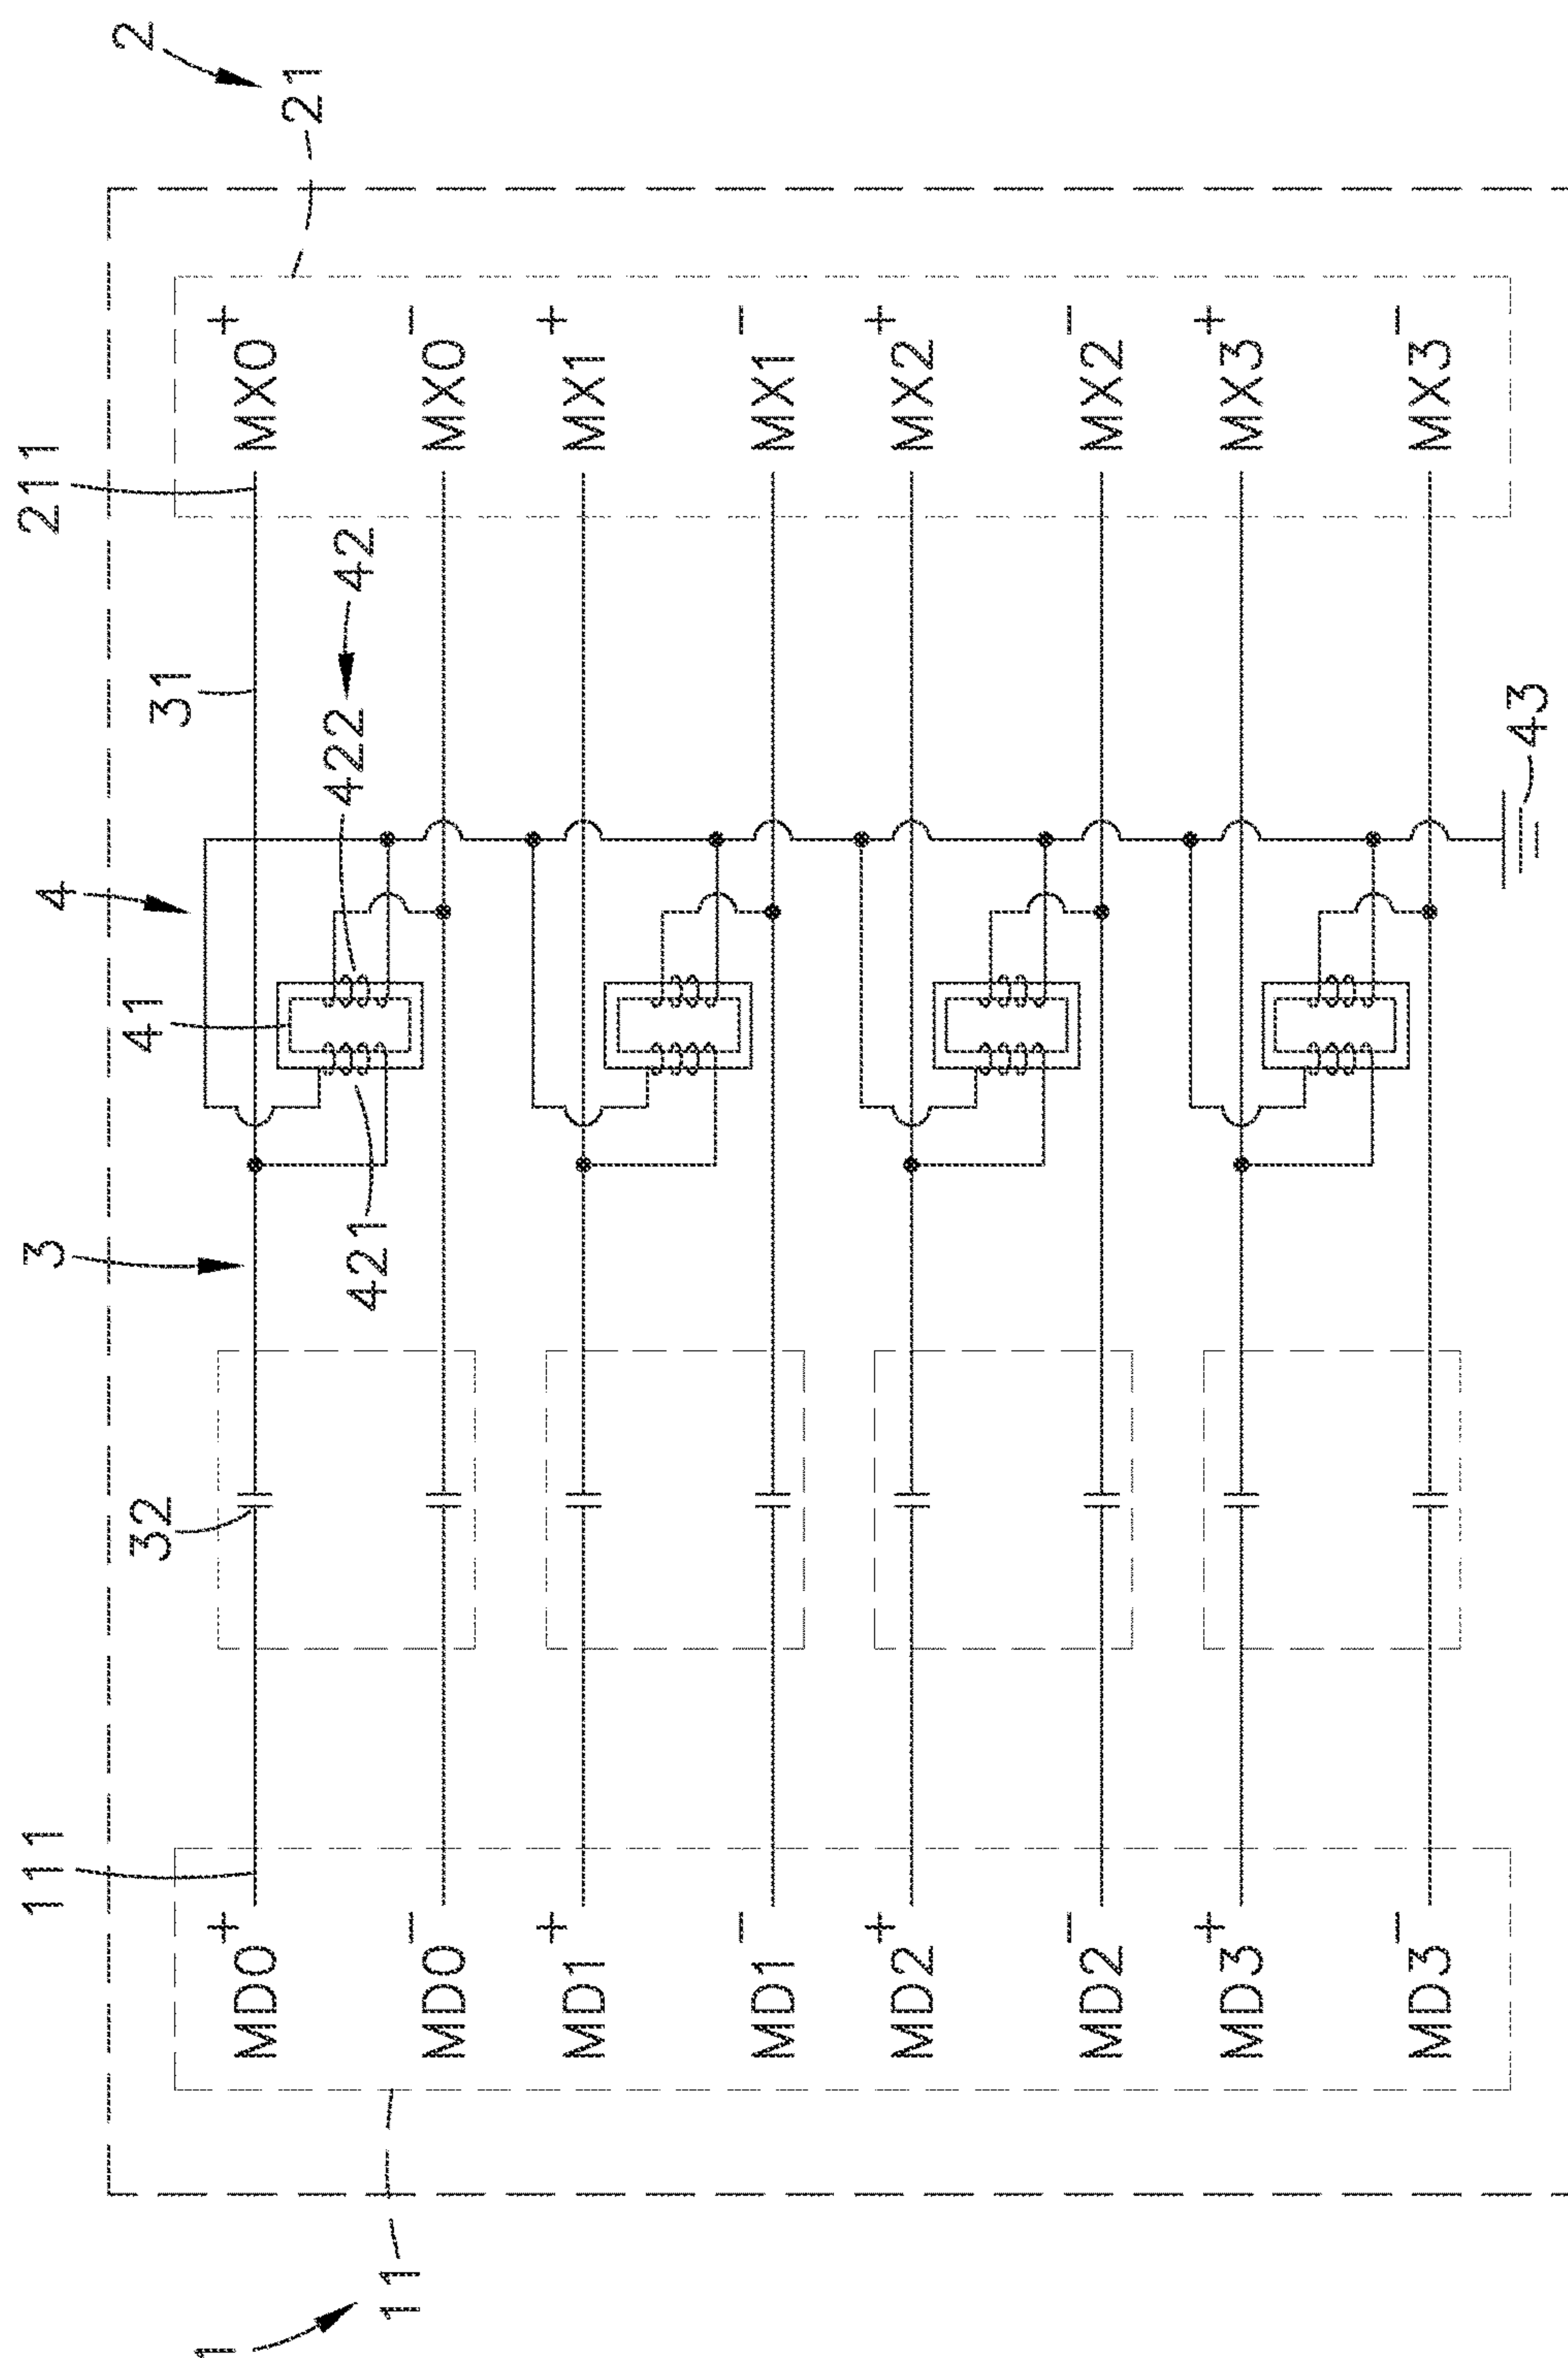 1
11
111
MD0+
MD0−
MD1+
MD1−
MD2+
MD2−
MD3+
MD3−
32
3
421
41
4
422
42
31
43
211
MX0+
MX0−
MX1+
MX1−
MX2+
MX2−
MX3+
MX3−
21
2